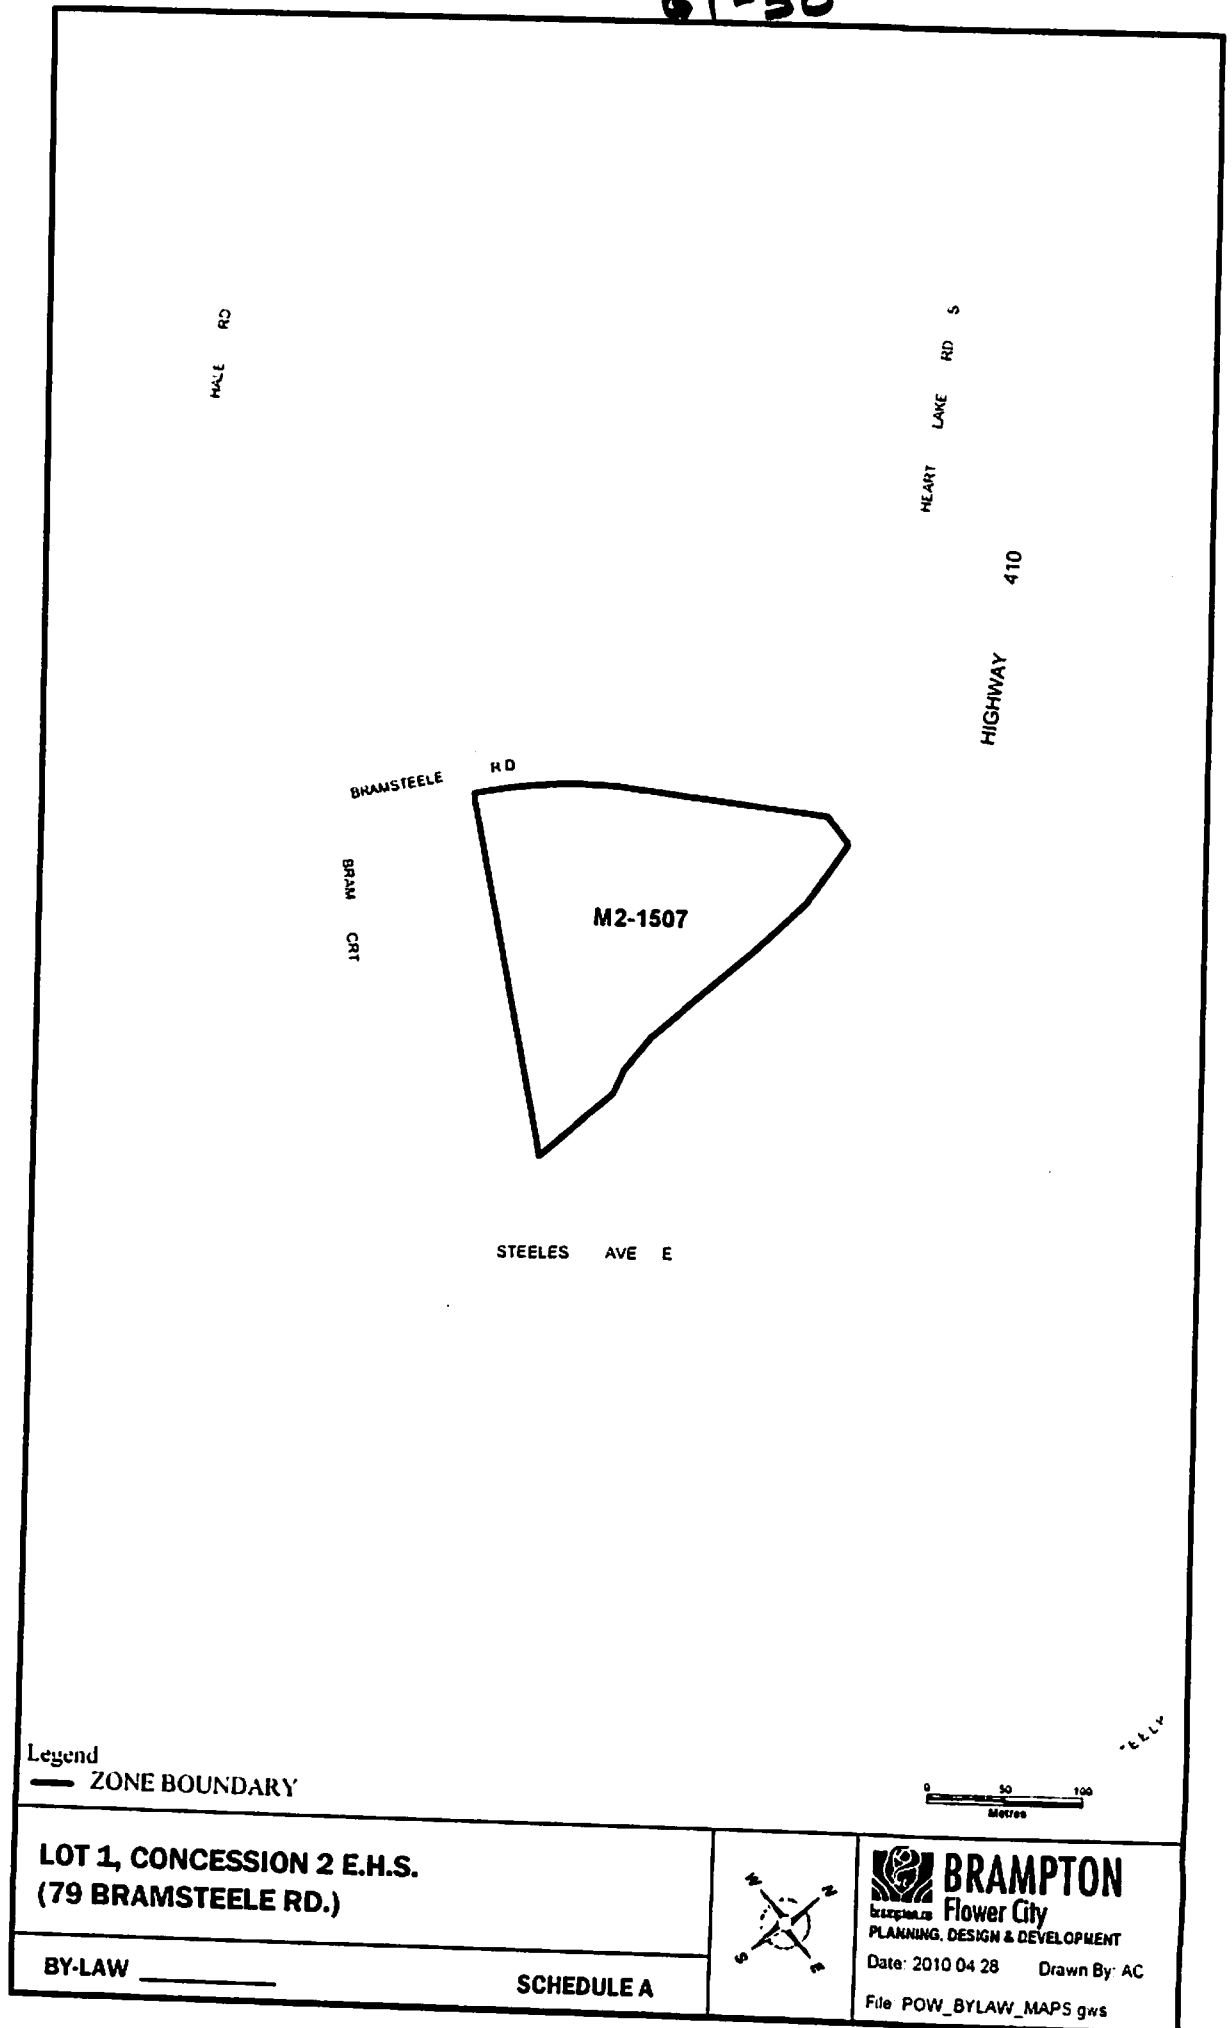 HALE RD
HEART LAKE RD S
HIGHWAY 410
BRAMSTEELE RD
BRAM CRT
M2-1507
STEELES AVE E
Legend
ZONE BOUNDARY
0 50 100
Metres
LOT 1, CONCESSION 2 E.H.S.
(79 BRAMSTEELE RD.)
BY-LAW
SCHEDULE A
W N
S E
BRAMPTON
brampton.ca Flower City
PLANNING, DESIGN & DEVELOPMENT
Date: 2010 04 28 Drawn By: AC
File POW_BYLAW_MAPS gws